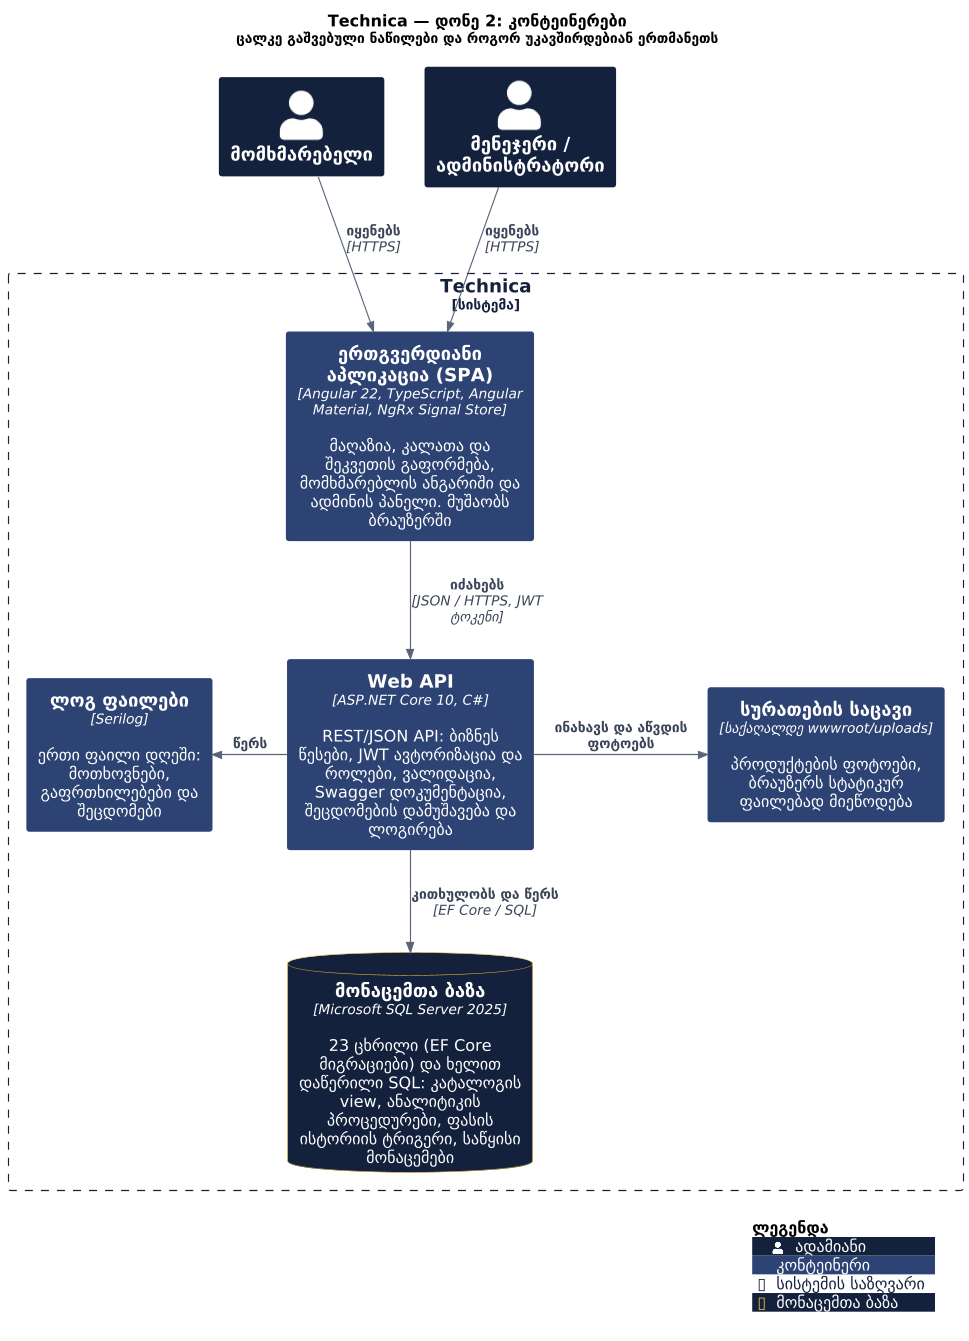 Technica — დონე 2: კონტეინერები
ცალკე გაშვებული ნაწილები და როგორ უკავშირდებიან ერთმანეთს
მომხმარებელი
მენეჯერი /
ადმინისტრატორი
იყენებს
[HTTPS]
იყენებს
[HTTPS]
Technica
[სისტემა]
ერთგვერდიანი
აპლიკაცია (SPA)
[Angular 22, TypeScript, Angular
Material, NgRx Signal Store]
მაღაზია, კალათა და
შეკვეთის გაფორმება,
მომხმარებლის ანგარიში და
ადმინის პანელი. მუშაობს
ბრაუზერში
იძახებს
[JSON / HTTPS, JWT
ტოკენი]
ლოგ ფაილები
[Serilog]
ერთი ფაილი დღეში:
მოთხოვნები,
გაფრთხილებები და
შეცდომები
წერს
Web API
[ASP.NET Core 10, C#]
REST/JSON API: ბიზნეს
წესები, JWT ავტორიზაცია და
როლები, ვალიდაცია,
Swagger დოკუმენტაცია,
შეცდომების დამუშავება და
ლოგირება
ინახავს და აწვდის
ფოტოებს
სურათების საცავი
[საქაღალდე wwwroot/uploads]
პროდუქტების ფოტოები,
ბრაუზერს სტატიკურ
ფაილებად მიეწოდება
კითხულობს და წერს
[EF Core / SQL]
მონაცემთა ბაზა
[Microsoft SQL Server 2025]
23 ცხრილი (EF Core
მიგრაციები) და ხელით
დაწერილი SQL: კატალოგის
view, ანალიტიკის
პროცედურები, ფასის
ისტორიის ტრიგერი, საწყისი
მონაცემები
ლეგენდა
ადამიანი
კონტეინერი
სისტემის საზღვარი
მონაცემთა ბაზა